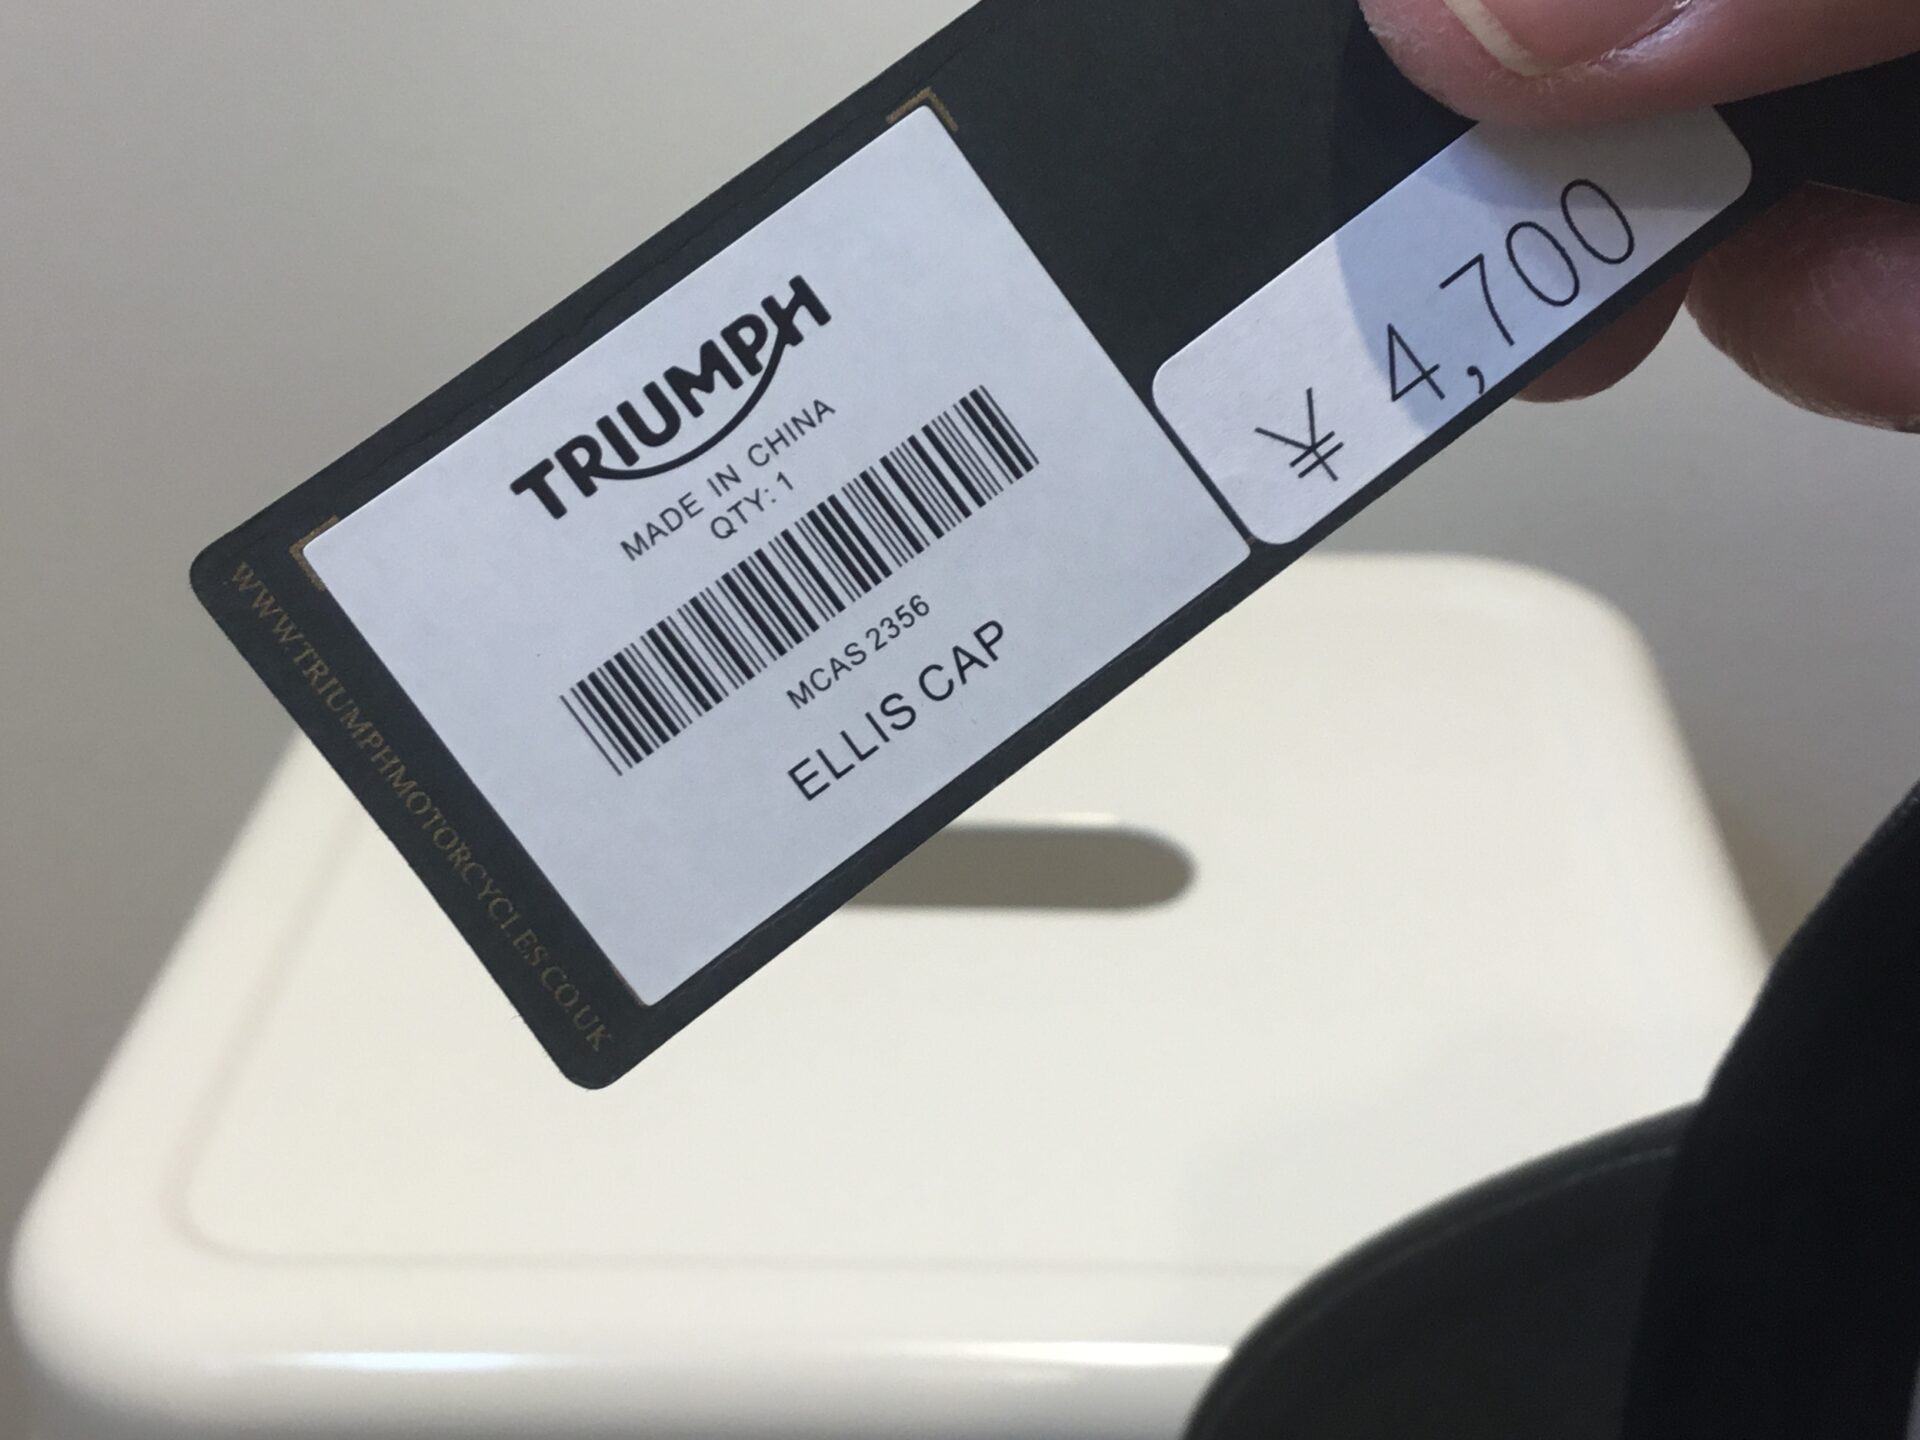 TRIUMPH
MADE IN CHINA
QTY: 1
MCAS 2356
ELLIS CAP
¥ 4,700
WWW.TRIUMPHMOTORCYCLES.CO.UK